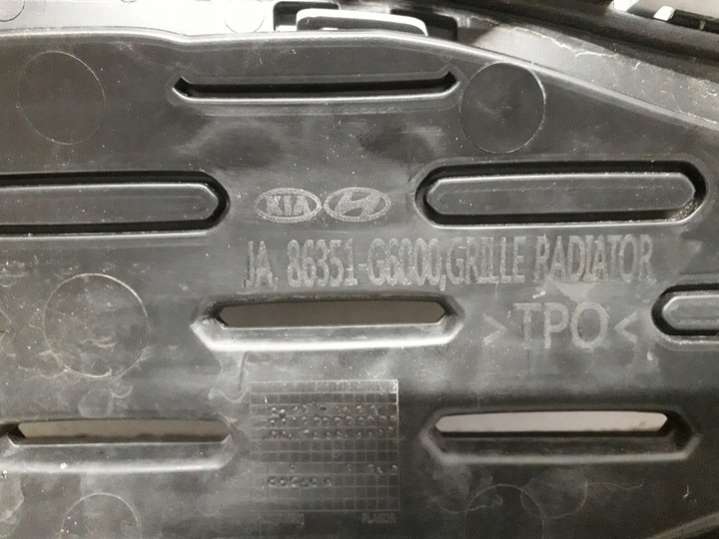 KIA
JA, 86351-G6000,GRILLE RADIATOR
>TPO<